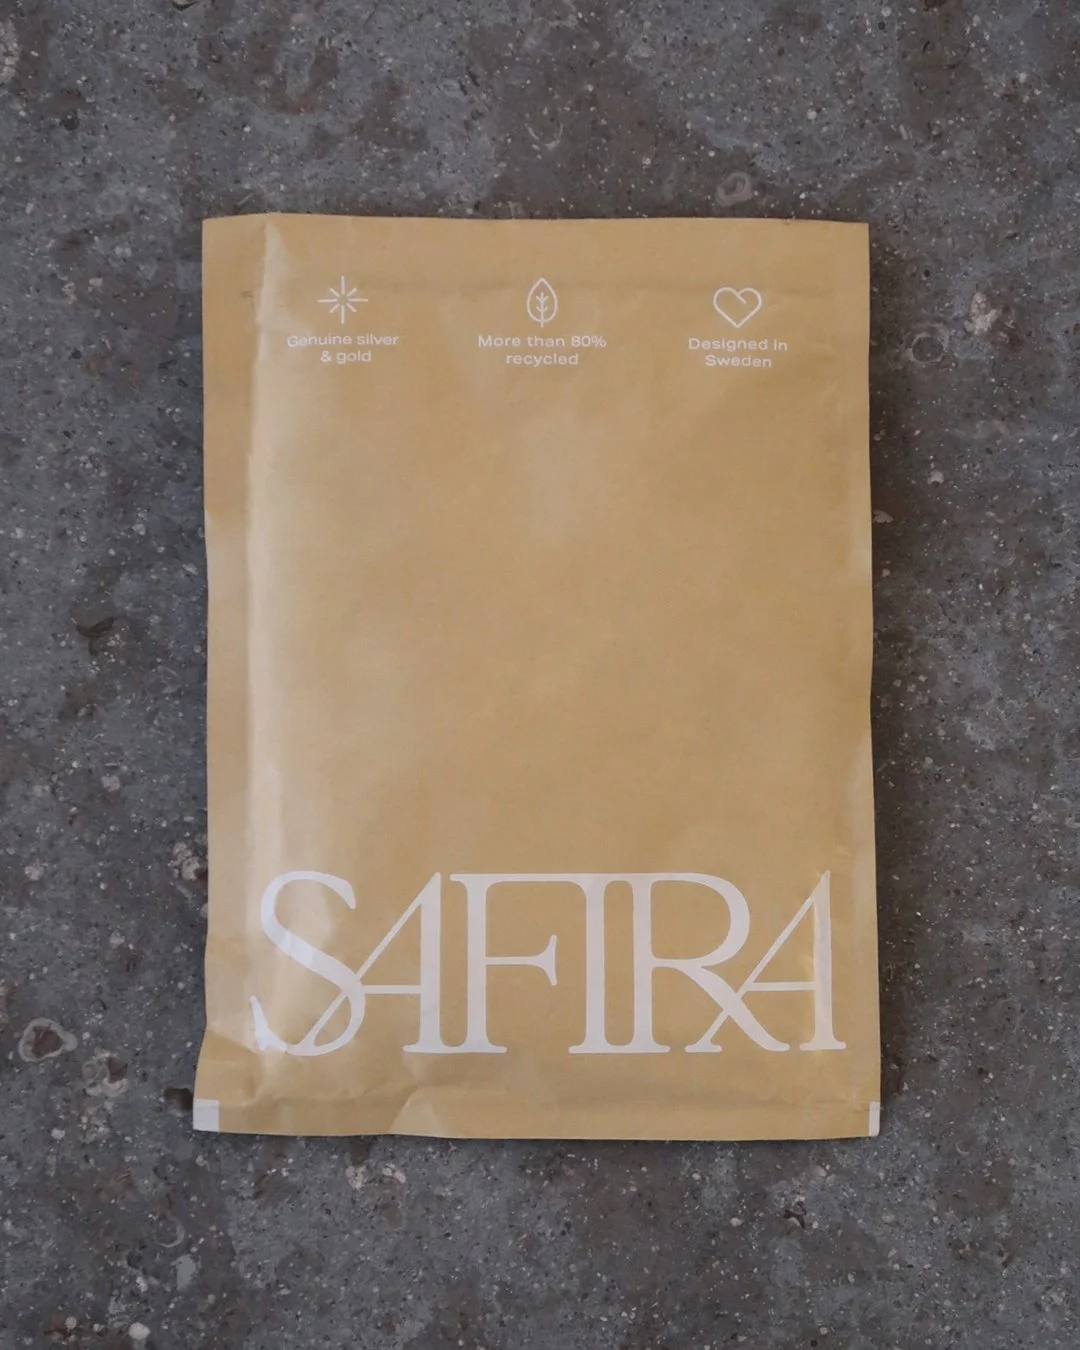 Genuine silver
& gold
More than 80%
recycled
Designed in
Sweden
SAFIRA